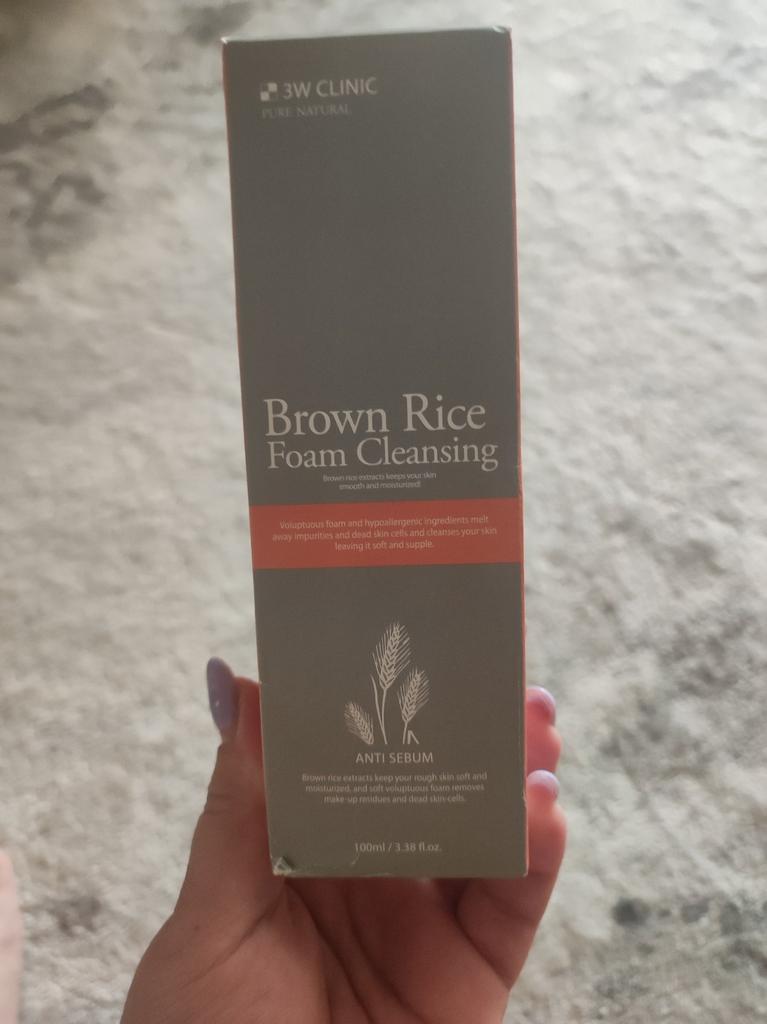 3W CLINIC
PURE NATURAL
Brown Rice
Foam Cleansing
Brown rice extracts keeps your skin
smooth and moisturized!
Voluptuous foam and hypoallergenic ingredients melt
away impurities and dead skin cells and cleanses your skin
leaving it soft and supple.
ANTI SEBUM
Brown rice extracts keep your rough skin soft and
moisturized, and soft voluptuous foam removes
make-up residues and dead skin-cells.
100ml / 3.38 fl.oz.